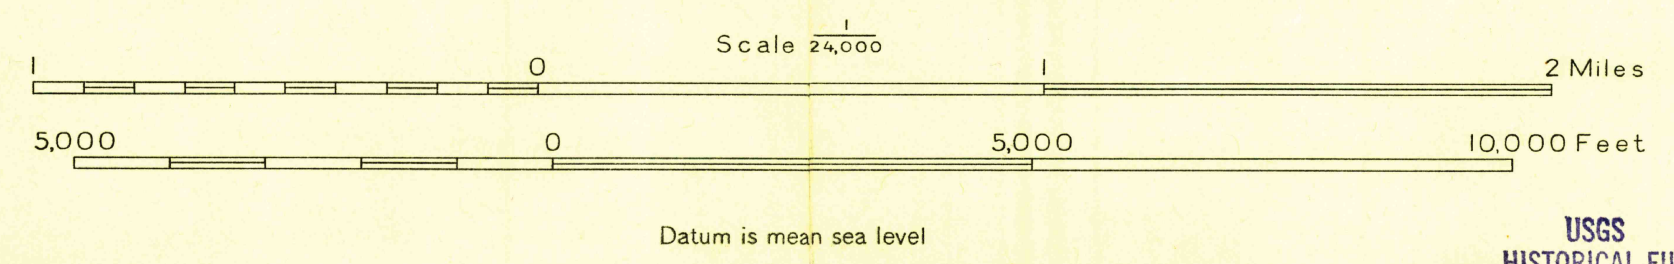 Scale 1/24,000
1 0 1 2 Miles
5,000 0 5,000 10,000 Feet
Datum is mean sea level
USGS
HISTORICAL